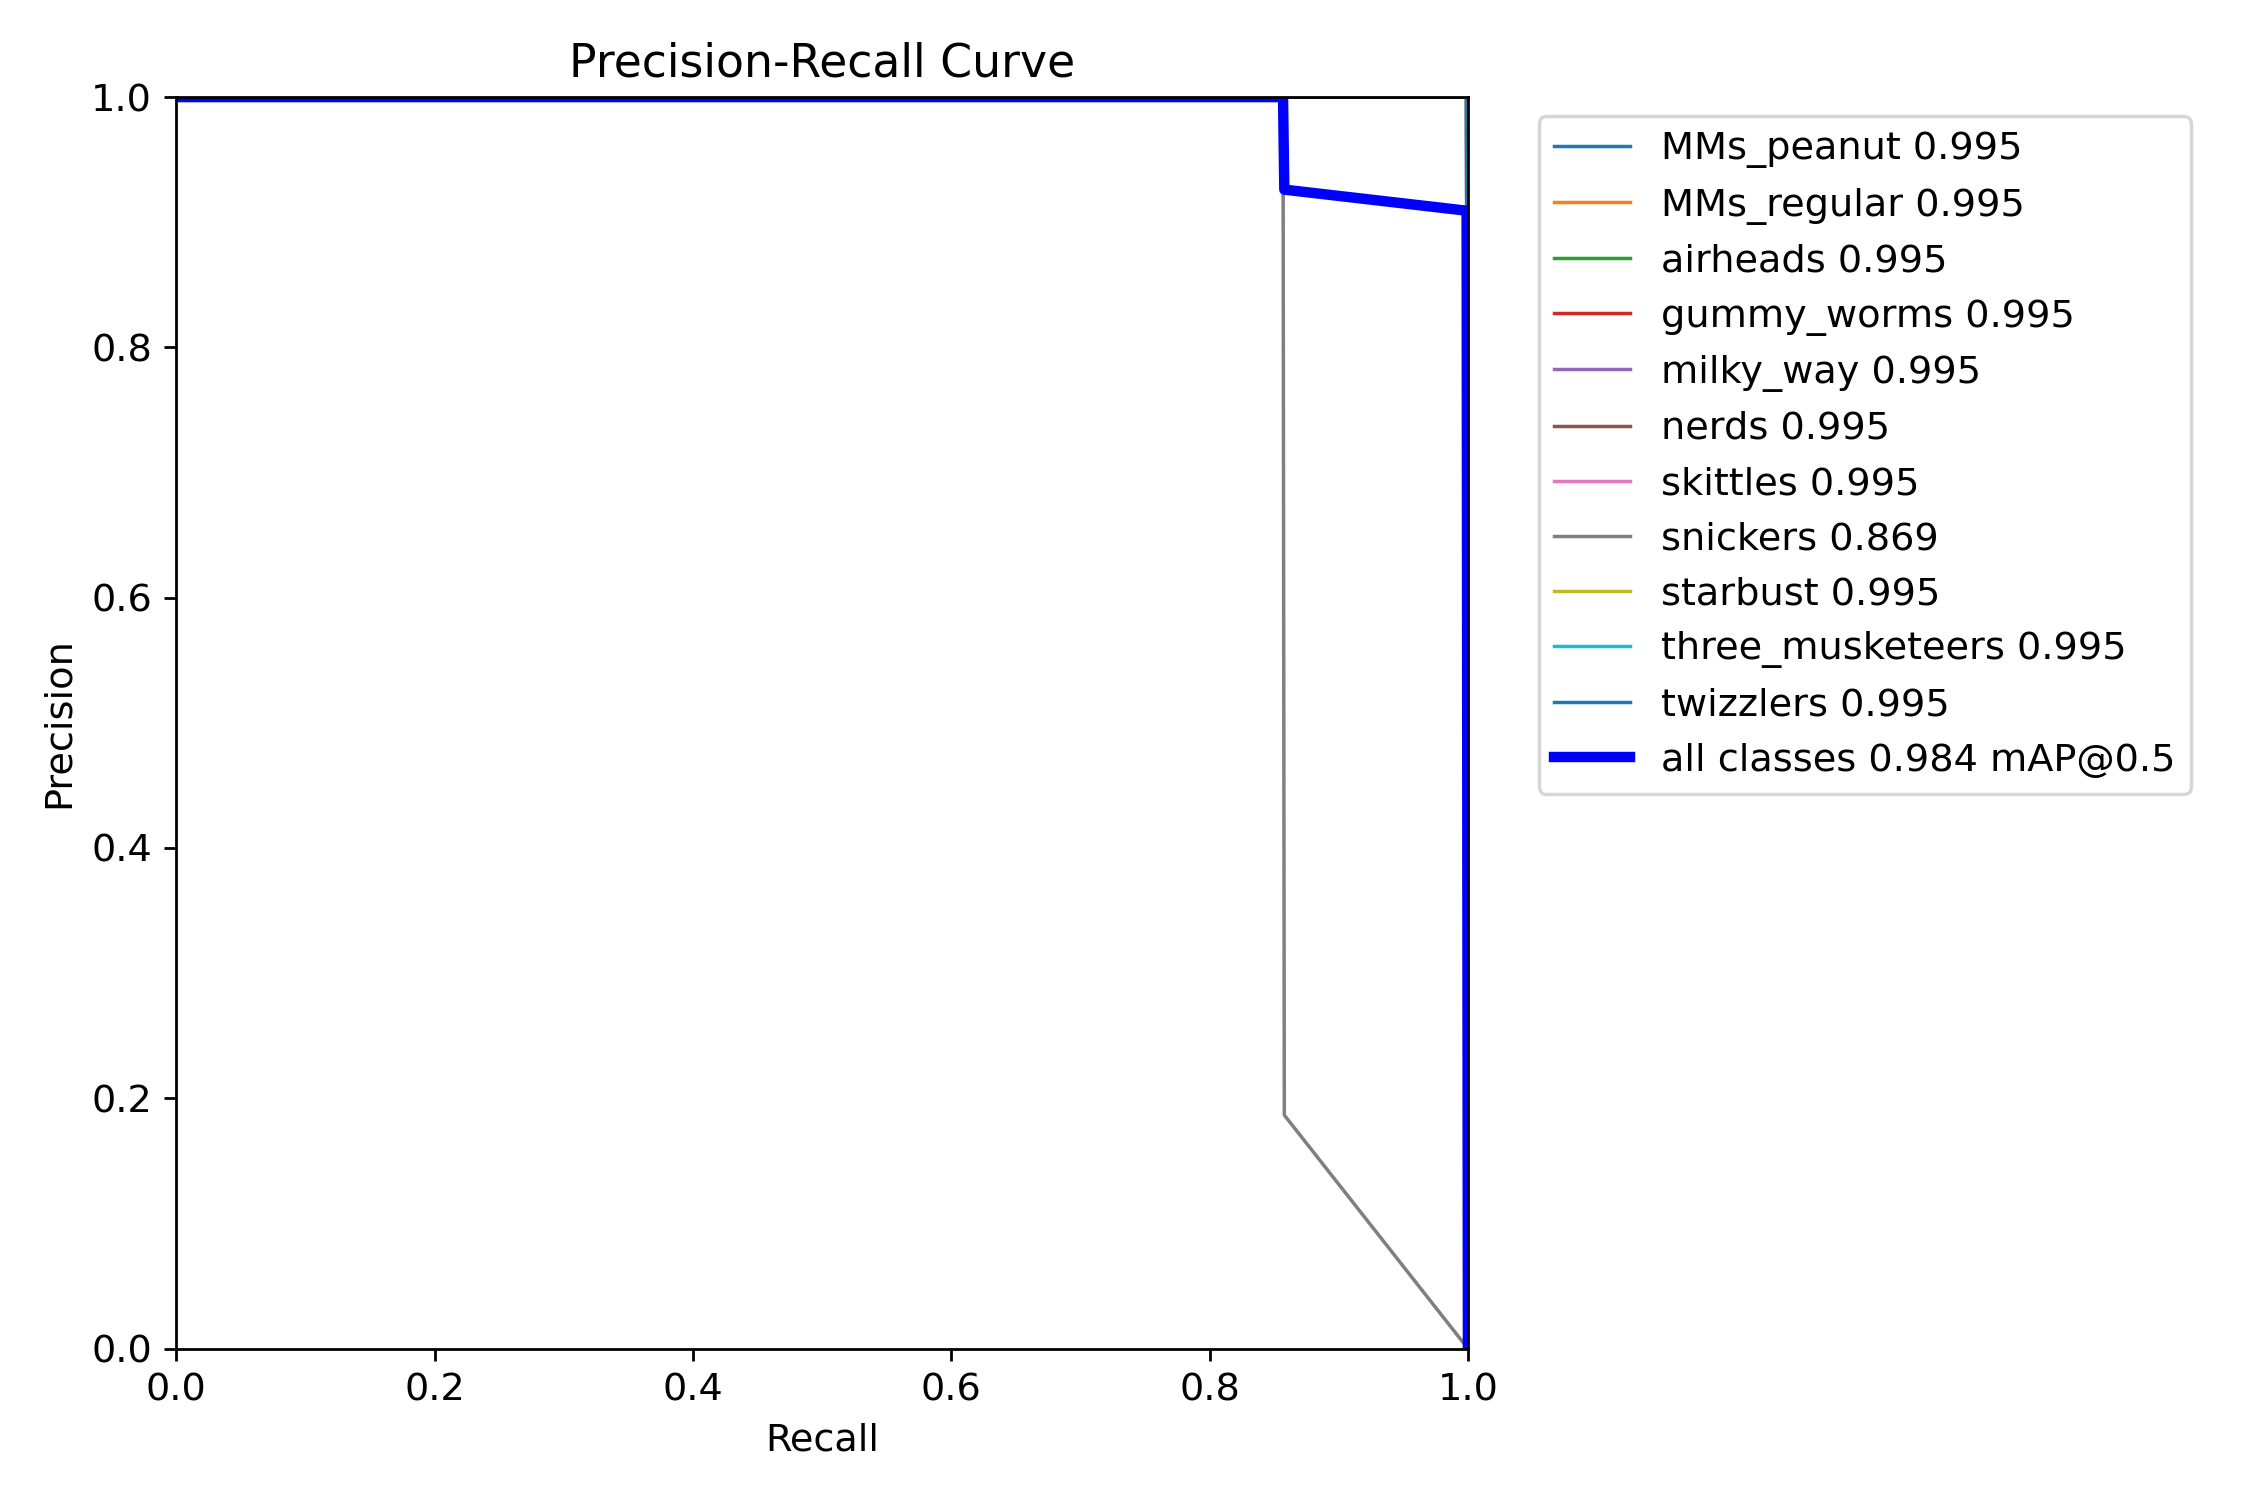 Precision-Recall Curve
1.0
0.8
0.6
0.4
0.2
0.0
Precision
0.0 0.2 0.4 0.6 0.8 1.0
Recall
MMs_peanut 0.995
MMs_regular 0.995
airheads 0.995
gummy_worms 0.995
milky_way 0.995
nerds 0.995
skittles 0.995
snickers 0.869
starbust 0.995
three_musketeers 0.995
twizzlers 0.995
all classes 0.984 mAP@0.5